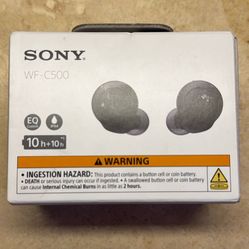 SONY
WF-C500
EQ
10h+10h
WARNING
• INGESTION HAZARD: This product contains a button cell or coin battery.
• DEATH or serious injury can occur if ingested. • A swallowed button cell or coin
battery can cause Internal Chemical Burns in as little as 2 hours.